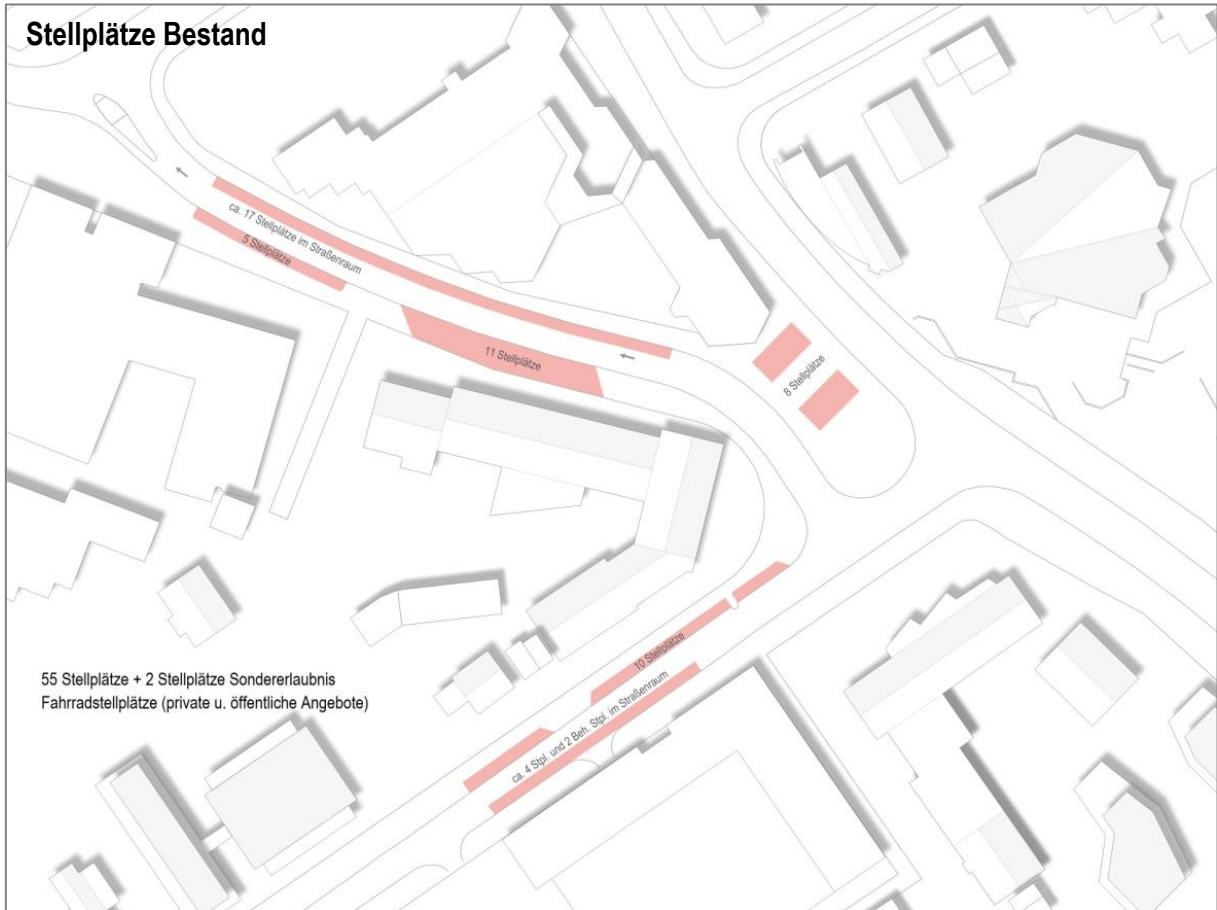 Stellplätze Bestand
ca. 17 Stellplätze im Straßenraum
5 Stellplätze
11 Stellplätze
8 Stellplätze
10 Stellplätze
ca. 4 Stpl. und 2 Beh. Stpl. im Straßenraum
55 Stellplätze + 2 Stellplätze Sondererlaubnis
Fahrradstellplätze (private u. öffentliche Angebote)